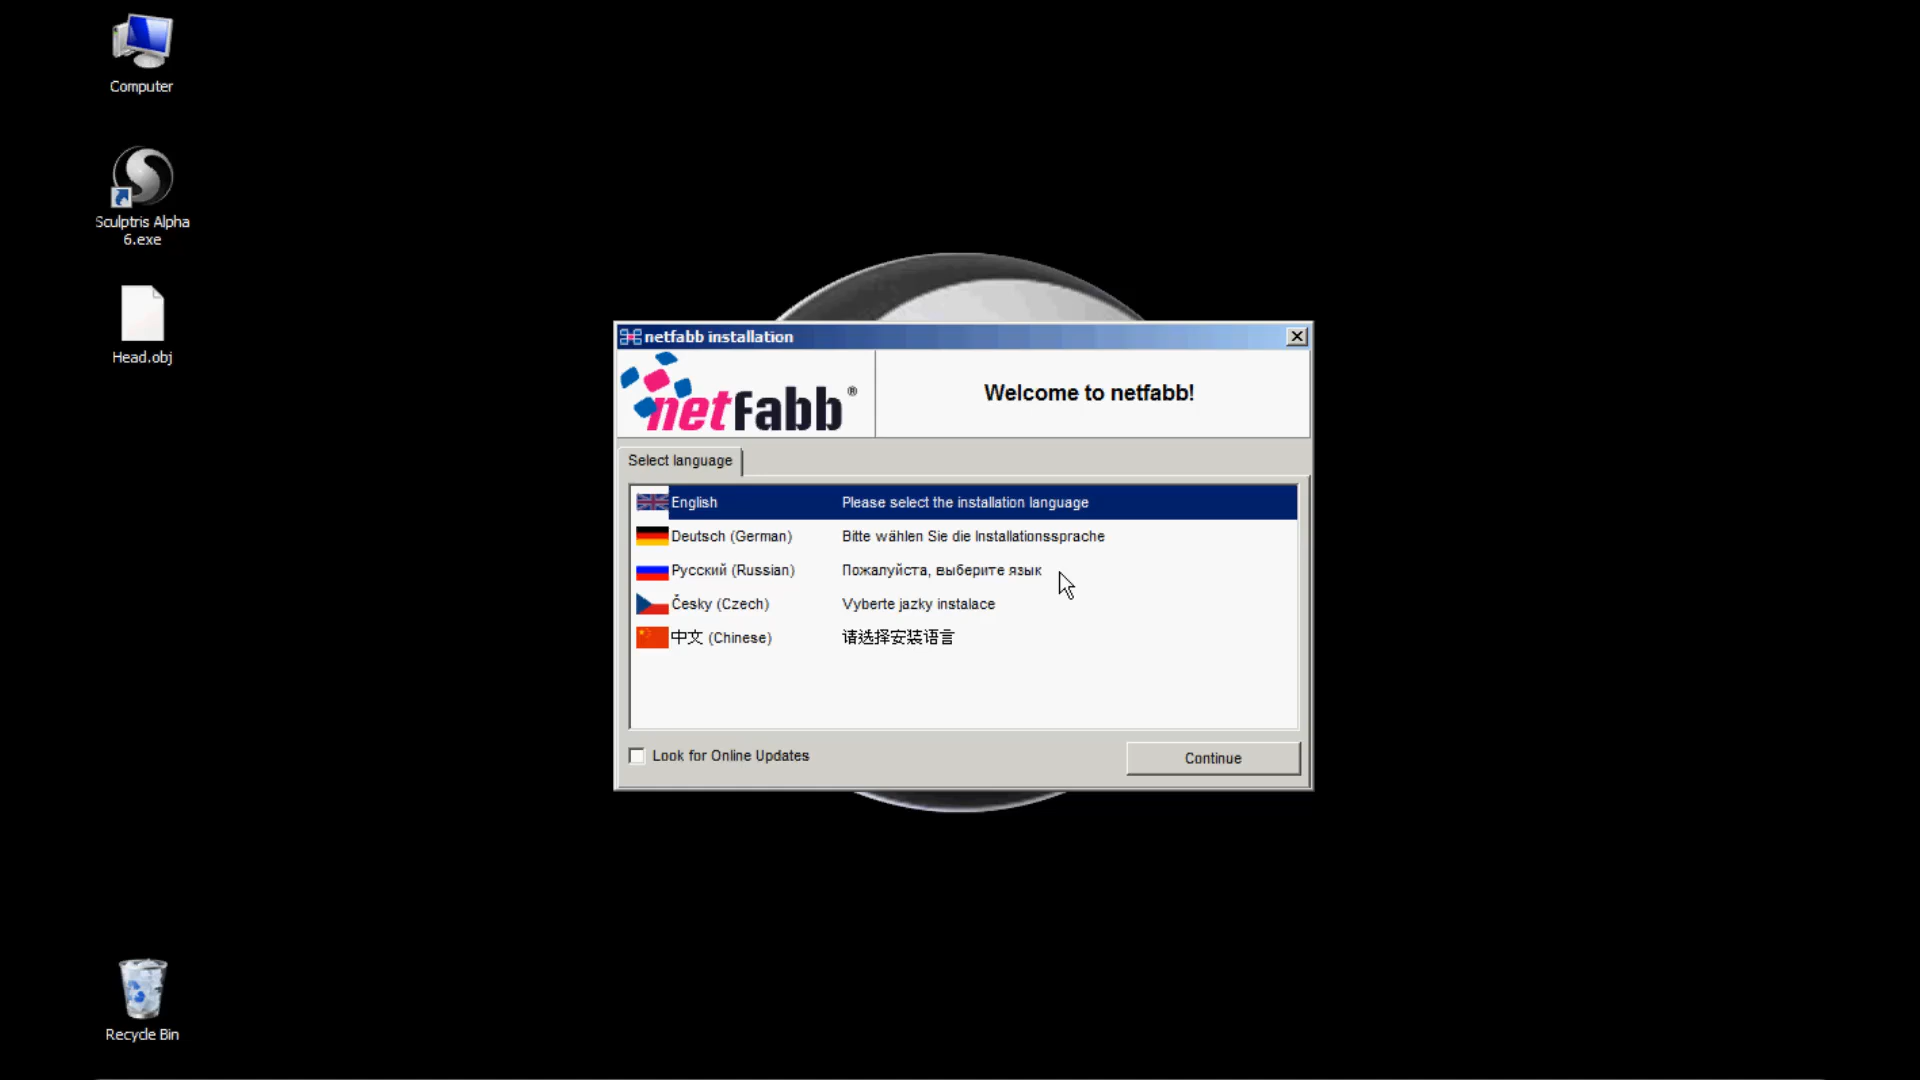 Computer
Sculptris Alpha
6.exe
Head.obj
netfabb installation
netfabb®
Welcome to netfabb!
Select language
English Please select the installation language
Deutsch (German) Bitte wählen Sie die Installationssprache
Русский (Russian) Пожалуйста, выберите язык
Česky (Czech) Vyberte jazky instalace
中文 (Chinese) 请选择安装语言
Look for Online Updates
Continue
Recycle Bin